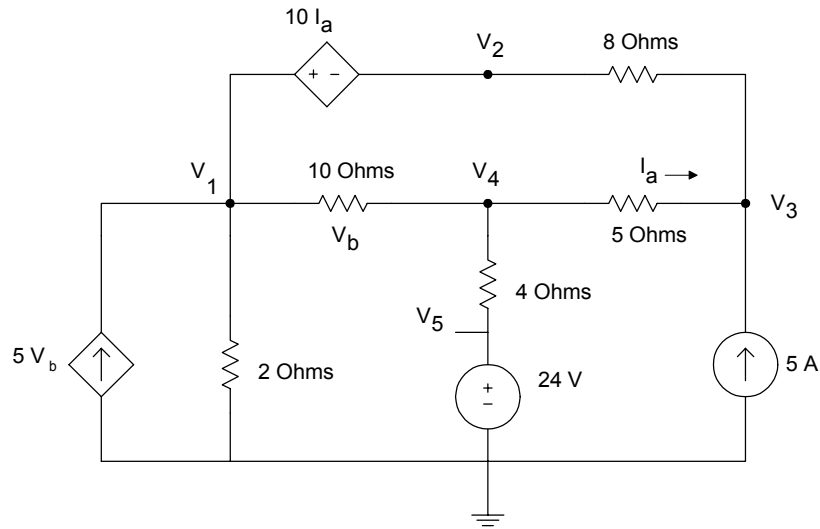 10 Ia
V2
8 Ohms
+ -
V1
10 Ohms
V4
Ia
V3
Vb
5 Ohms
4 Ohms
V5
5 Vb
2 Ohms
+
-
24 V
5 A